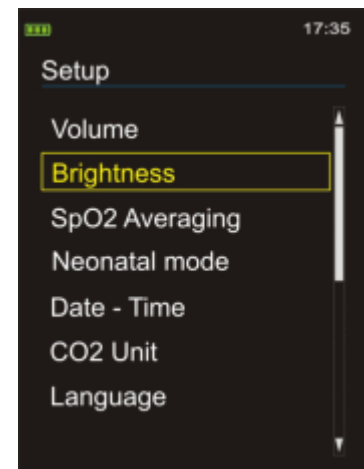 17:35
Setup
Volume
Brightness
SpO2 Averaging
Neonatal mode
Date - Time
CO2 Unit
Language